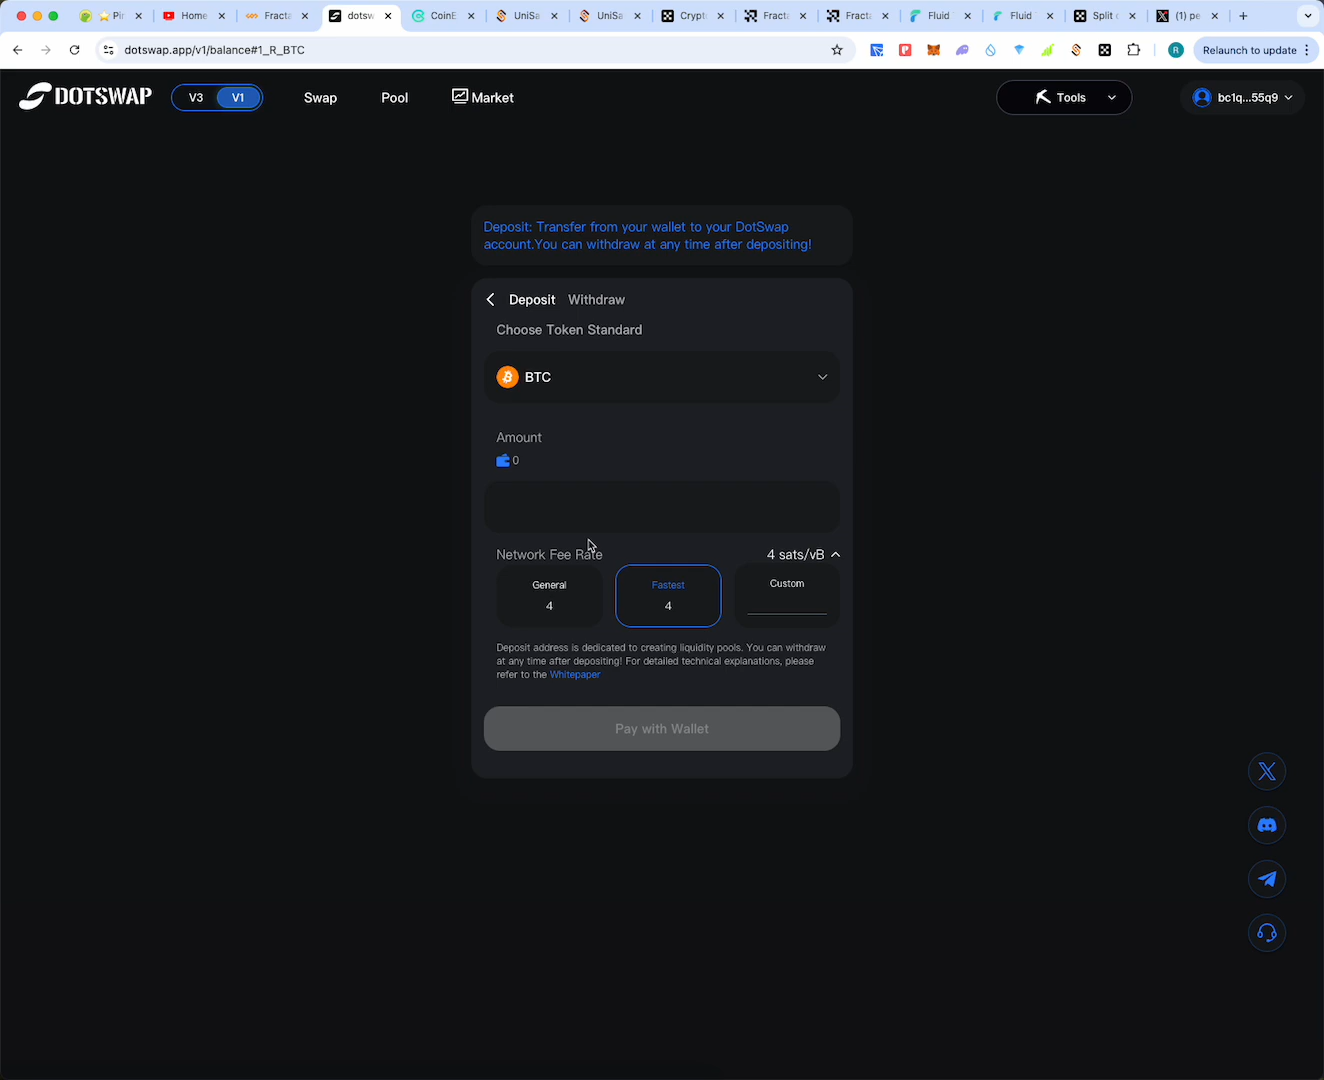 Pir
Home
Fracta
dotsw
CoinE
UniSa
UniSa
Crypt
Fracta
Fracta
Fluid
Fluid
Split
(1) pe
dotswap.app/v1/balance#1_R_BTC
R
Relaunch to update
DOTSWAP
V3
V1
Swap
Pool
Market
Tools
bc1q...55q9
Deposit: Transfer from your wallet to your DotSwap
account.You can withdraw at any time after depositing!
Deposit
Withdraw
Choose Token Standard
BTC
Amount
0
Network Fee Rate
4 sats/vB
General
4
Fastest
4
Custom
Deposit address is dedicated to creating liquidity pools. You can withdraw
at any time after depositing! For detailed technical explanations, please
refer to the Whitepaper
Pay with Wallet